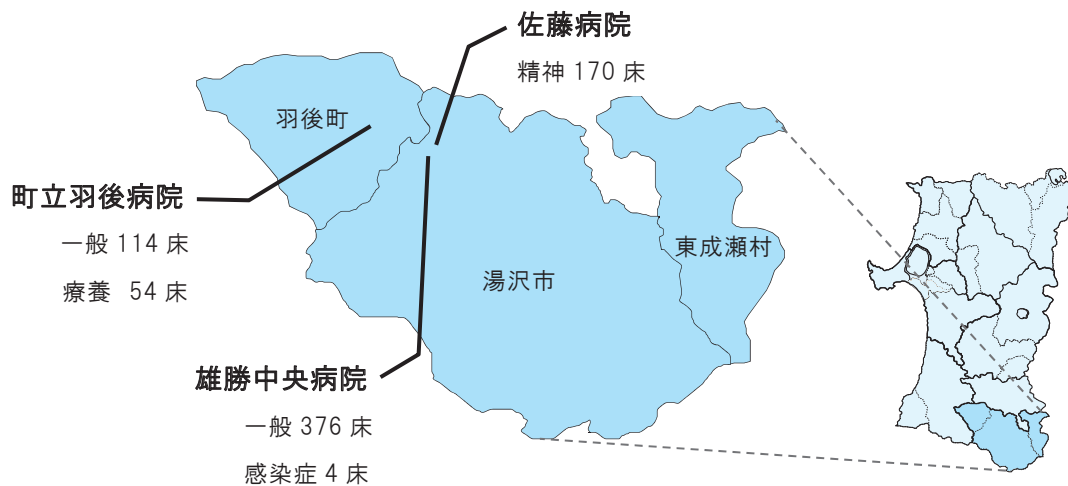 佐藤病院
精神 170 床
羽後町
町立羽後病院
一般 114 床
療養 54 床
東成瀬村
湯沢市
雄勝中央病院
一般 376 床
感染症 4 床